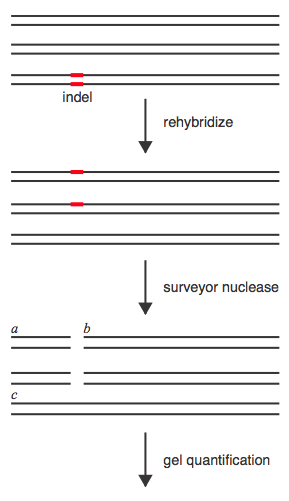 indel
rehybridize
surveyor nuclease
a b
c
gel quantification